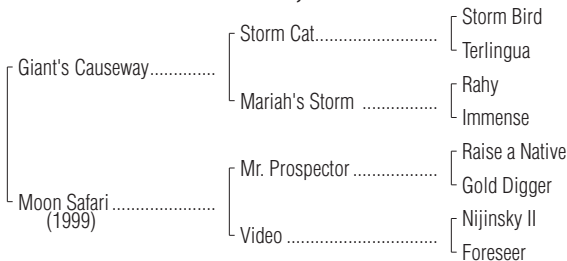 Storm Bird
Storm Cat..................
Terlingua
Giant's Causeway..............
Rahy
Mariah's Storm ................
Immense
Raise a Native
Mr. Prospector ..................
Gold Digger
Moon Safari ......................
(1999)
Nijinsky II
Video ................................
Foreseer